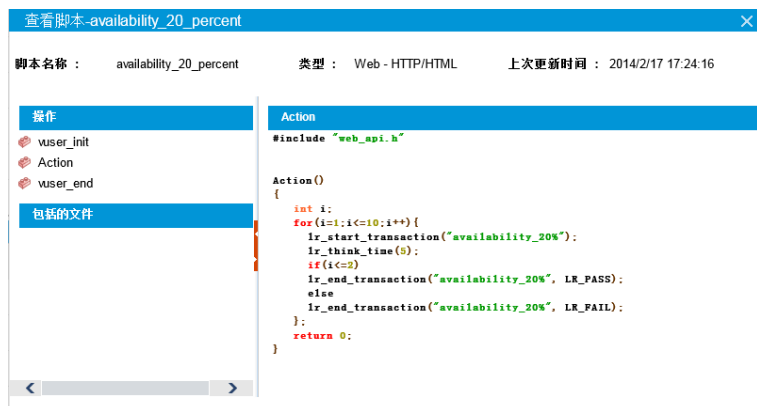 查看脚本-availability_20_percent
脚本名称 : availability_20_percent 类型 : Web - HTTP/HTML 上次更新时间 : 2014/2/17 17:24:16
操作
vuser_init
Action
vuser_end
包括的文件
Action
#include "web_api.h"
Action()
{
int i;
for(i=1;i<=10;i++){
lr_start_transaction("availability_20%");
lr_think_time(5);
if(i<=2)
lr_end_transaction("availability_20%", LR_PASS);
else
lr_end_transaction("availability_20%", LR_FAIL);
};
return 0;
}